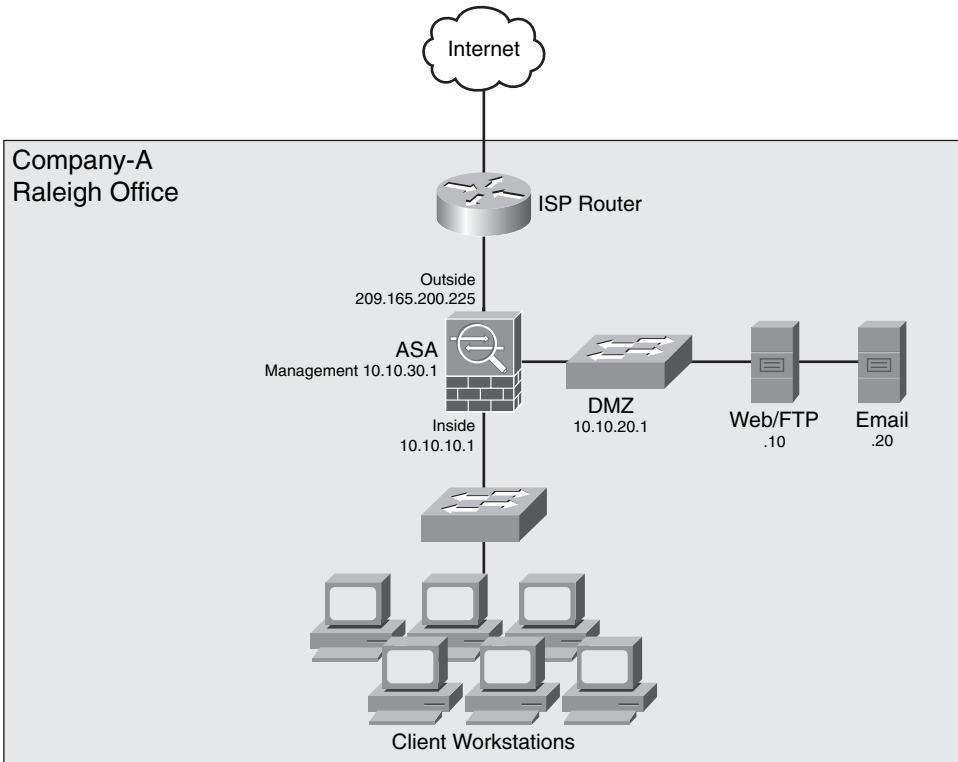 Internet
Company-A
Raleigh Office
ISP Router
Outside
209.165.200.225
ASA
Management 10.10.30.1
Inside
10.10.10.1
DMZ
10.10.20.1
Web/FTP
.10
Email
.20
Client Workstations